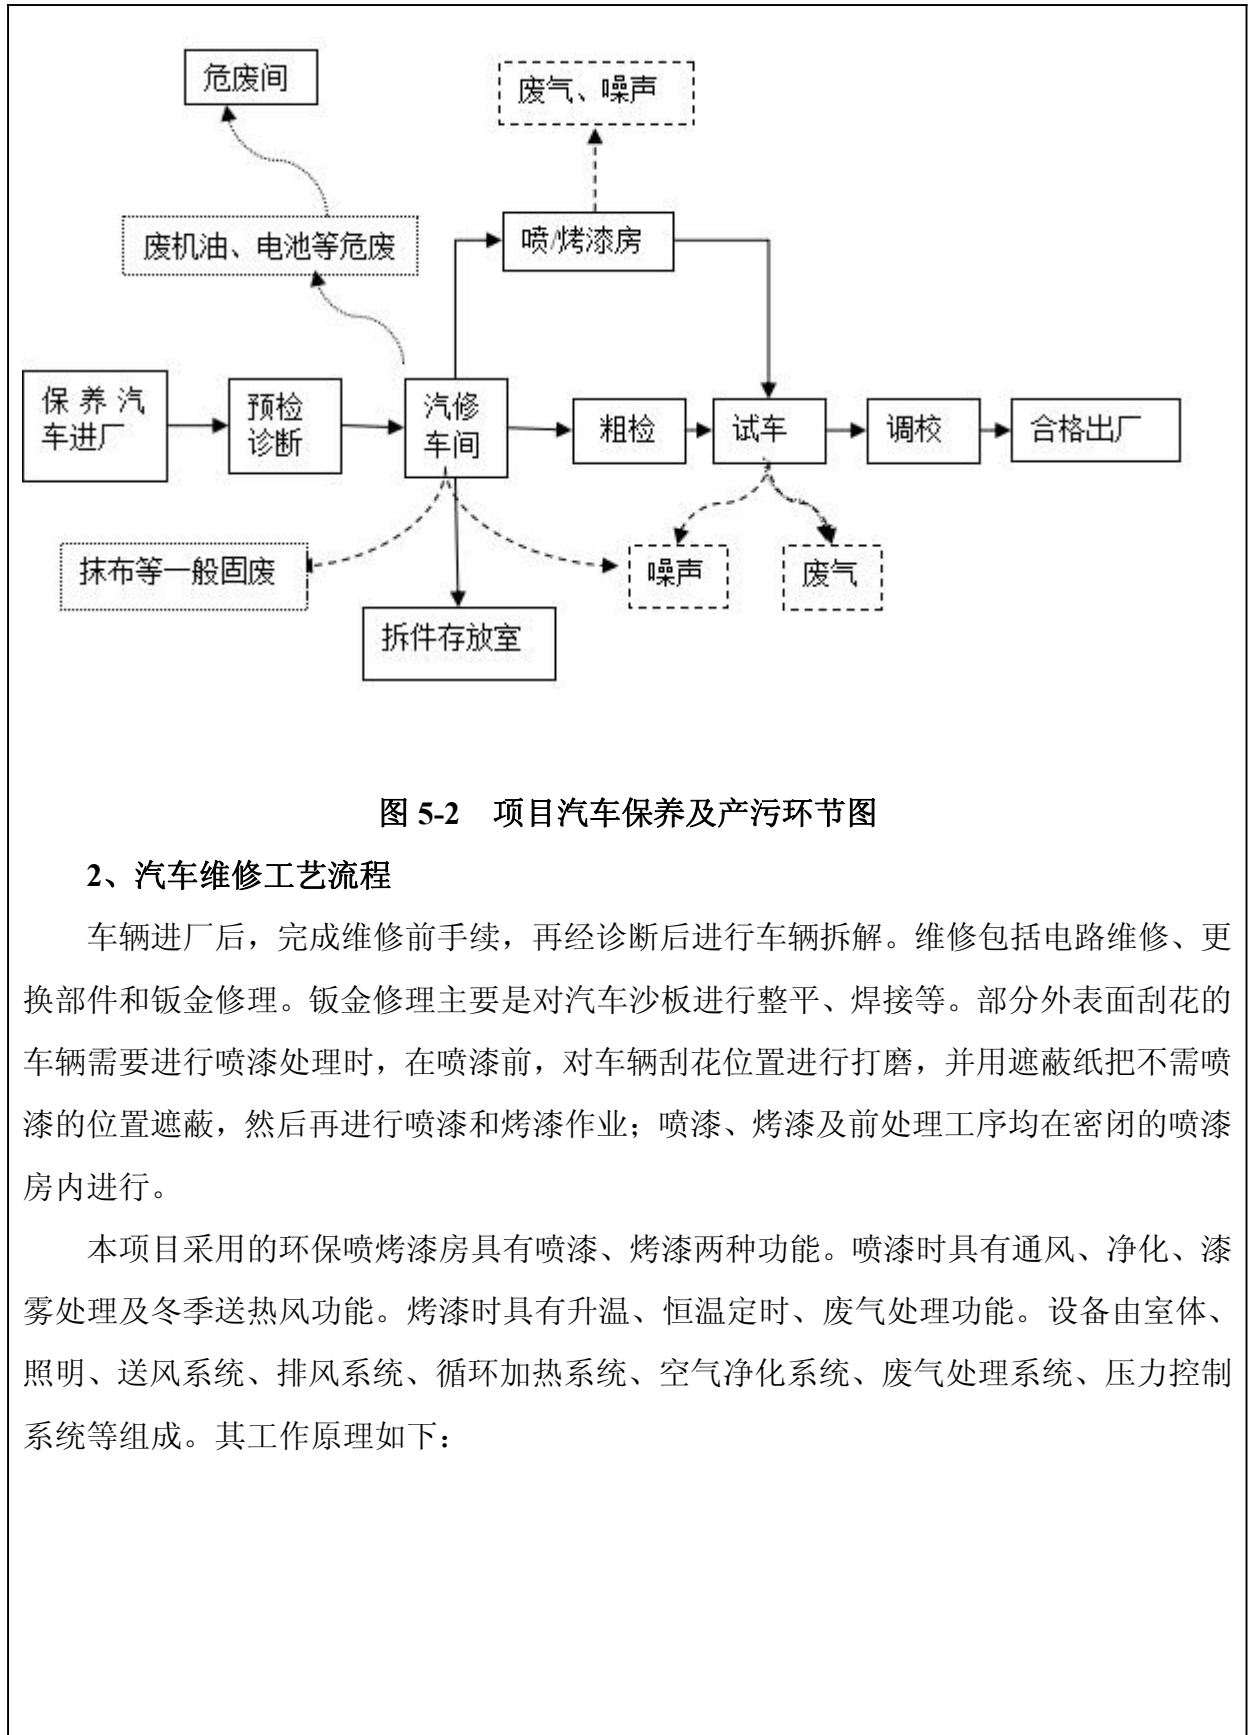 危废间
废气、噪声
废机油、电池等危废
喷/烤漆房
保养汽
车进厂
预检
诊断
汽修
车间
粗检
试车
调校
合格出厂
抹布等一般固废
噪声
废气
拆件存放室
图 5-2 项目汽车保养及产污环节图
2、汽车维修工艺流程
车辆进厂后，完成维修前手续，再经诊断后进行车辆拆解。维修包括电路维修、更
换部件和钣金修理。钣金修理主要是对汽车沙板进行整平、焊接等。部分外表面刮花的
车辆需要进行喷漆处理时，在喷漆前，对车辆刮花位置进行打磨，并用遮蔽纸把不需喷
漆的位置遮蔽，然后再进行喷漆和烤漆作业；喷漆、烤漆及前处理工序均在密闭的喷漆
房内进行。
本项目采用的环保喷烤漆房具有喷漆、烤漆两种功能。喷漆时具有通风、净化、漆
雾处理及冬季送热风功能。烤漆时具有升温、恒温定时、废气处理功能。设备由室体、
照明、送风系统、排风系统、循环加热系统、空气净化系统、废气处理系统、压力控制
系统等组成。其工作原理如下：